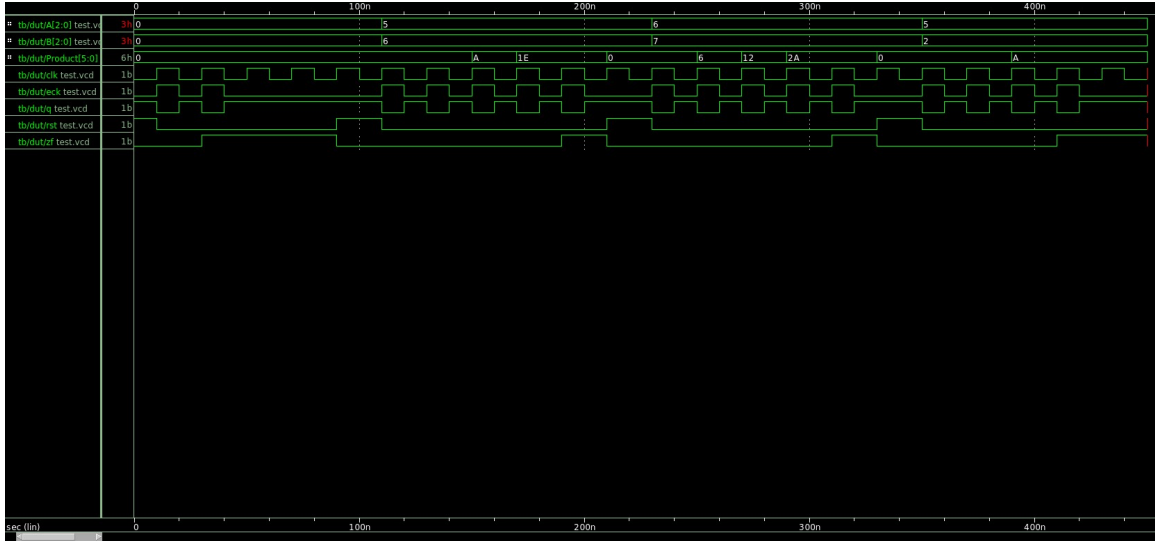 0 100n 200n 300n 400n
tb/dut/A[2:0] test.vc 3h 0 5 6 5
tb/dut/B[2:0] test.vc 3h 0 6 7 2
tb/dut/Product[5:0] 6h 0 A 1E 0 6 12 2A 0 A
tb/dut/clk test.vcd 1b
tb/dut/eck test.vcd 1b
tb/dut/q test.vcd 1b
tb/dut/rst test.vcd 1b
tb/dut/zf test.vcd 1b
sec (lin) 0 100n 200n 300n 400n